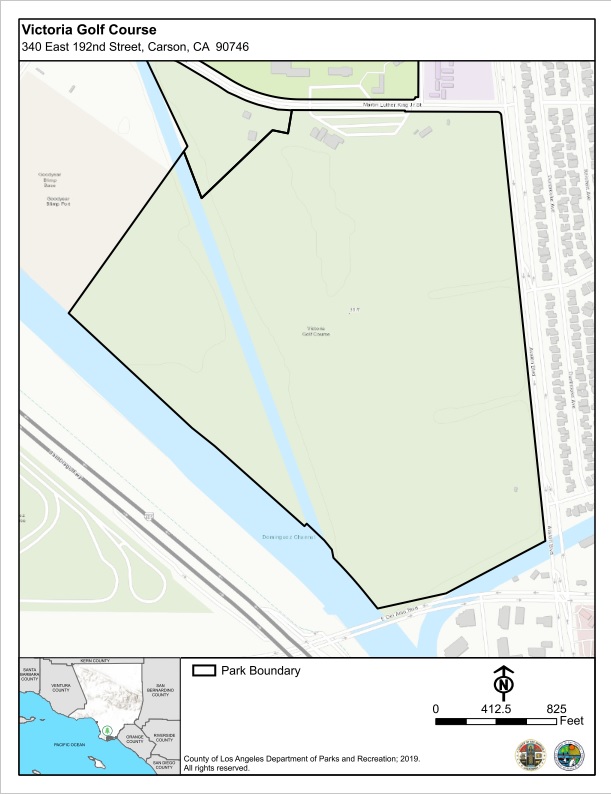 Victoria Golf Course
340 East 192nd Street, Carson, CA  90746
Martin Luther King Jr St
Goodyear
Blimp
Base
Goodyear
Blimp Port
Victoria
Golf Course
Avalon Blvd
Avalon Blvd
Dominguez Channel
E Del Amo Blvd
KERN COUNTY
SANTA
BARBARA
COUNTY
VENTURA
COUNTY
SAN
BERNARDINO
COUNTY
ORANGE
COUNTY
RIVERSIDE
COUNTY
SAN DIEGO
COUNTY
PACIFIC OCEAN
Park Boundary
N
0 412.5 825
Feet
County of Los Angeles Department of Parks and Recreation; 2019.
All rights reserved.